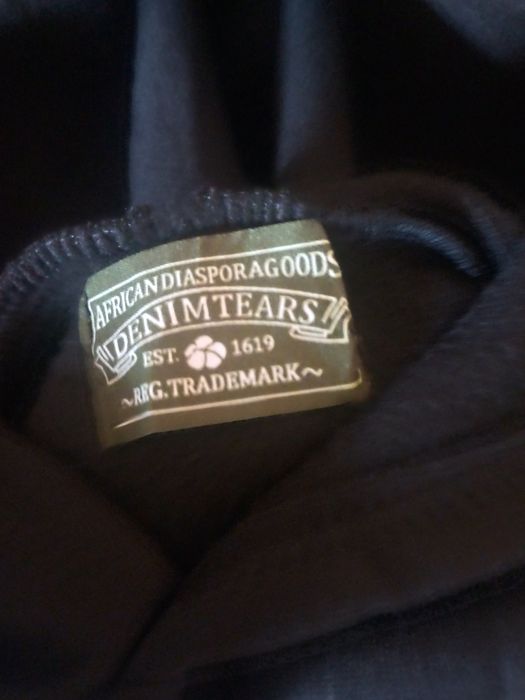 AFRICANDIASPORAGOODS
DENIMTEARS
EST. 1619
~REG.TRADEMARK~